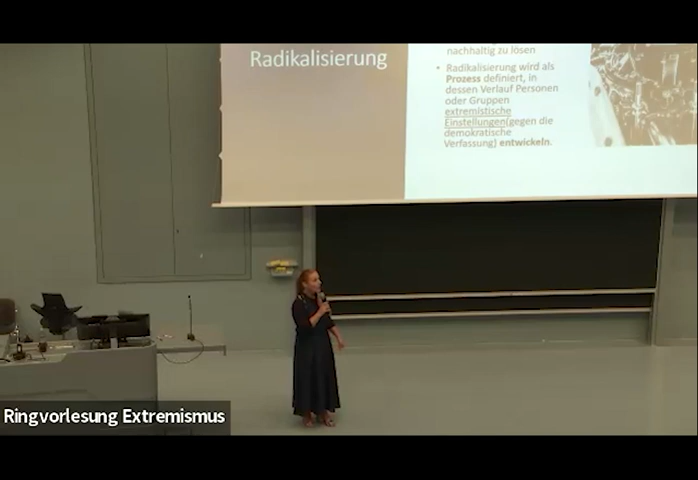 Radikalisierung
nachhaltig zu lösen
• Radikalisierung wird als
Prozess definiert, in
dessen Verlauf Personen
oder Gruppen
extremistische
Einstellungen(gegen die
demokratische
Verfassung) entwickeln.
Ringvorlesung Extremismus